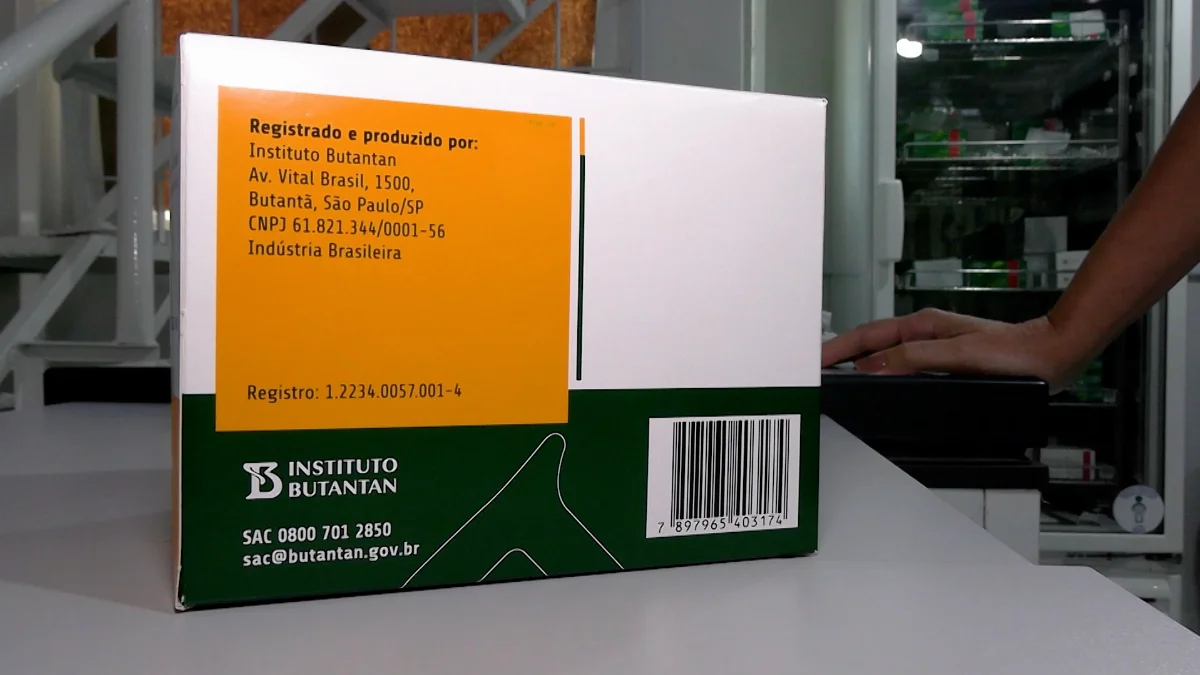 Registrado e produzido por:
Instituto Butantan
Av. Vital Brasil, 1500,
Butantã, São Paulo/SP
CNPJ 61.821.344/0001-56
Indústria Brasileira
Registro: 1.2234.0057.001-4
INSTITUTO
BUTANTAN
SAC 0800 701 2850
sac@butantan.gov.br
7 897965 403174